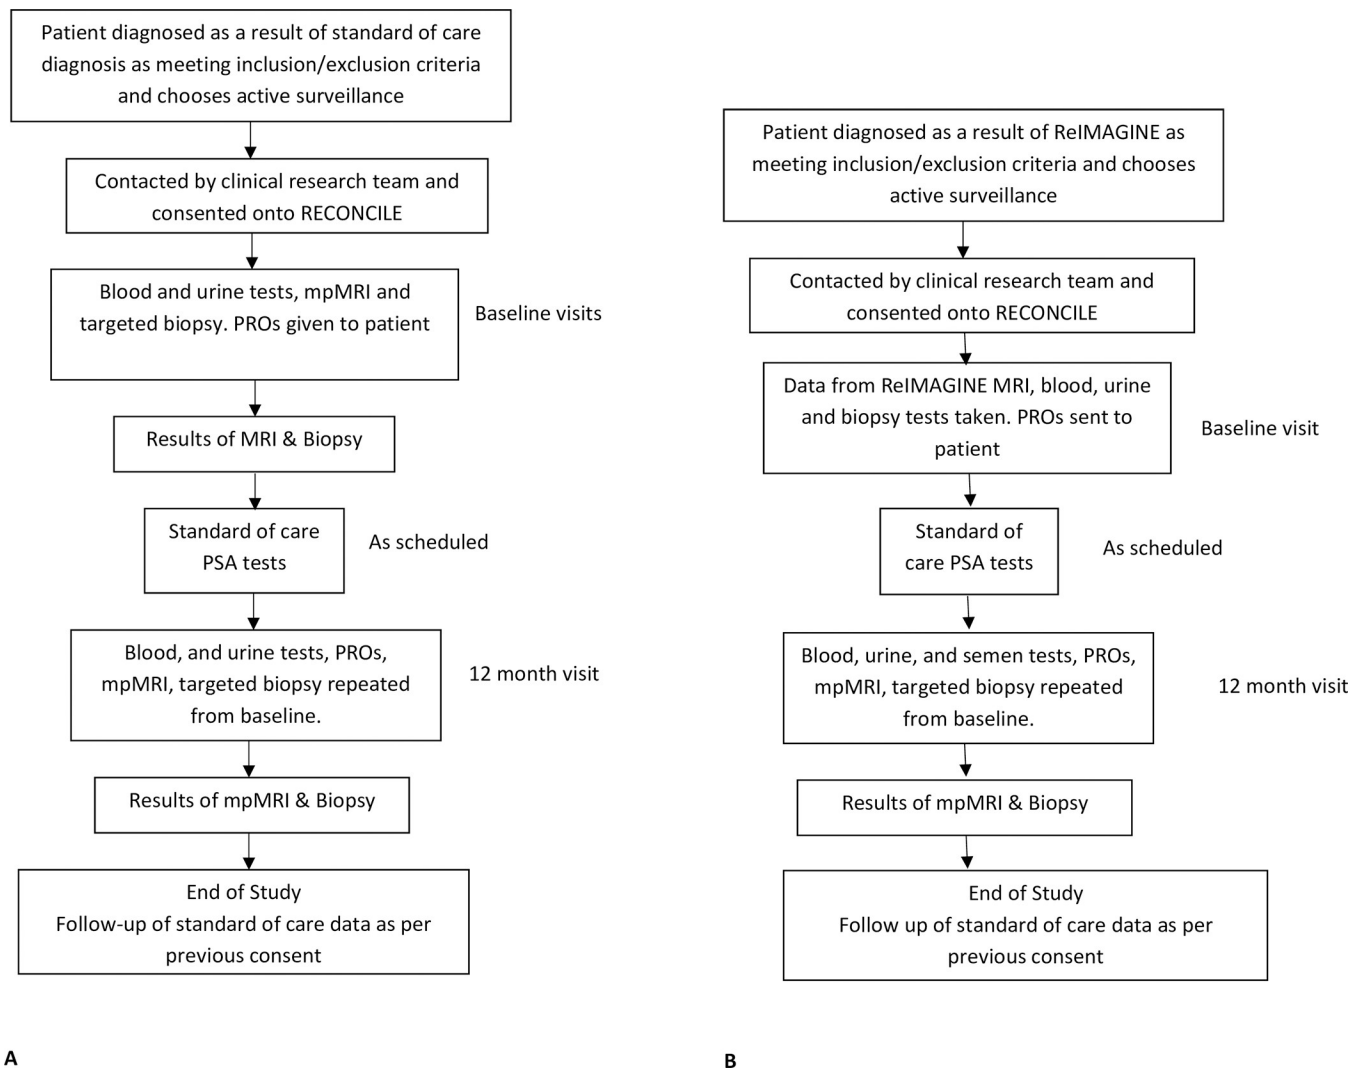 Patient diagnosed as a result of standard of care
diagnosis as meeting inclusion/exclusion criteria
and chooses active surveillance
Contacted by clinical research team and
consented onto RECONCILE
Blood and urine tests, mpMRI and
targeted biopsy. PROs given to patient
Baseline visits
Results of MRI & Biopsy
Standard of care
PSA tests
As scheduled
Blood, and urine tests, PROs,
mpMRI, targeted biopsy repeated
from baseline.
12 month visit
Results of mpMRI & Biopsy
End of Study
Follow-up of standard of care data as per
previous consent
A
Patient diagnosed as a result of ReIMAGINE as
meeting inclusion/exclusion criteria and chooses
active surveillance
Contacted by clinical research team and
consented onto RECONCILE
Data from ReIMAGINE MRI, blood, urine
and biopsy tests taken. PROs sent to
patient
Baseline visit
Standard of
care PSA tests
As scheduled
Blood, urine, and semen tests, PROs,
mpMRI, targeted biopsy repeated
from baseline.
12 month visit
Results of mpMRI & Biopsy
End of Study
Follow up of standard of care data as per
previous consent
B